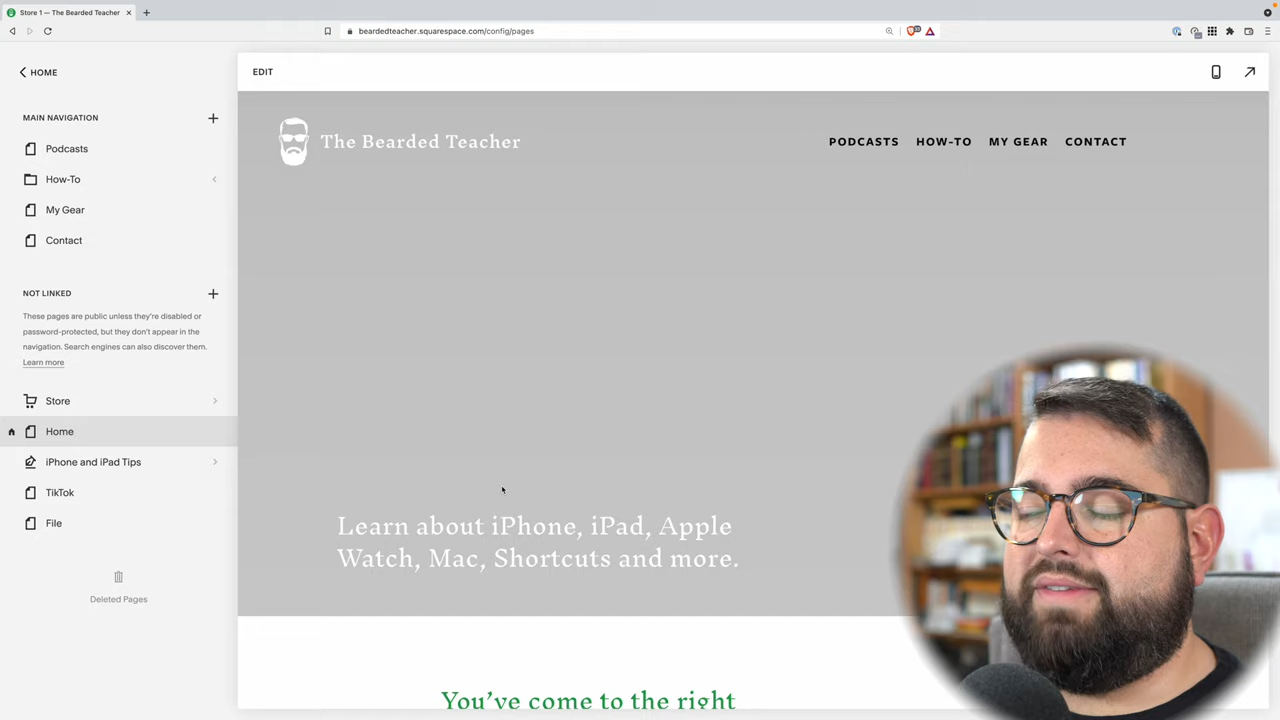 Store 1 — The Bearded Teacher
beardedteacher.squarespace.com/config/pages
HOME
EDIT
MAIN NAVIGATION
Podcasts
How-To
My Gear
Contact
NOT LINKED
These pages are public unless they're disabled or
password-protected, but they don't appear in the
navigation. Search engines can also discover them.
Learn more
Store
Home
iPhone and iPad Tips
TikTok
File
Deleted Pages
The Bearded Teacher
PODCASTS HOW-TO MY GEAR CONTACT
Learn about iPhone, iPad, Apple
Watch, Mac, Shortcuts and more.
You've come to the right